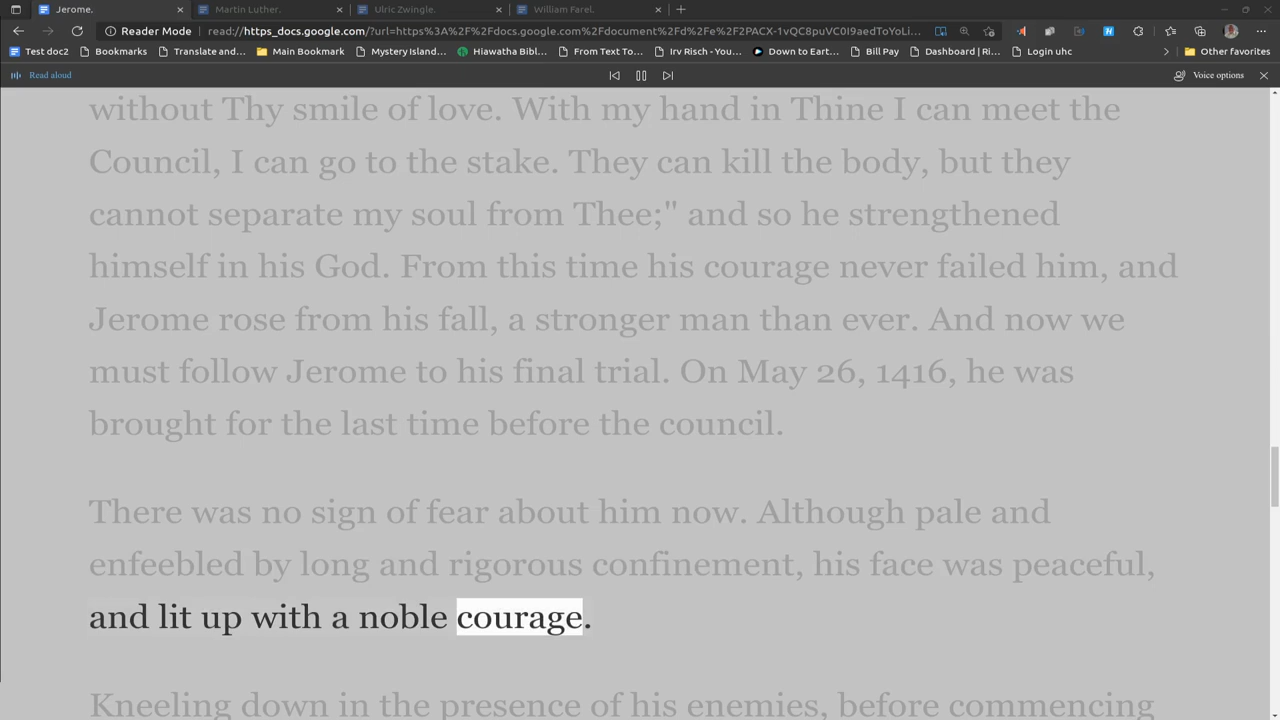 Jerome.
Martin Luther.
Ulric Zwingle.
William Farel.
Reader Mode
read://https_docs.google.com/?url=https%3A%2F%2Fdocs.google.com%2Fdocument%2Fd%2Fe%2F2PACX-1vQC8puVC0I9aedToYoLi...
Test doc2
Bookmarks
Translate and...
Main Bookmark
Mystery Island...
Hiawatha Bibl...
From Text To...
Irv Risch - You...
Down to Eart...
Bill Pay
Dashboard | Ri...
Login uhc
Other favorites
Read aloud
Voice options
without Thy smile of love. With my hand in Thine I can meet the
Council, I can go to the stake. They can kill the body, but they
cannot separate my soul from Thee;" and so he strengthened
himself in his God. From this time his courage never failed him, and
Jerome rose from his fall, a stronger man than ever. And now we
must follow Jerome to his final trial. On May 26, 1416, he was
brought for the last time before the council.
There was no sign of fear about him now. Although pale and
enfeebled by long and rigorous confinement, his face was peaceful,
and lit up with a noble courage.
Kneeling down in the presence of his enemies, before commencing